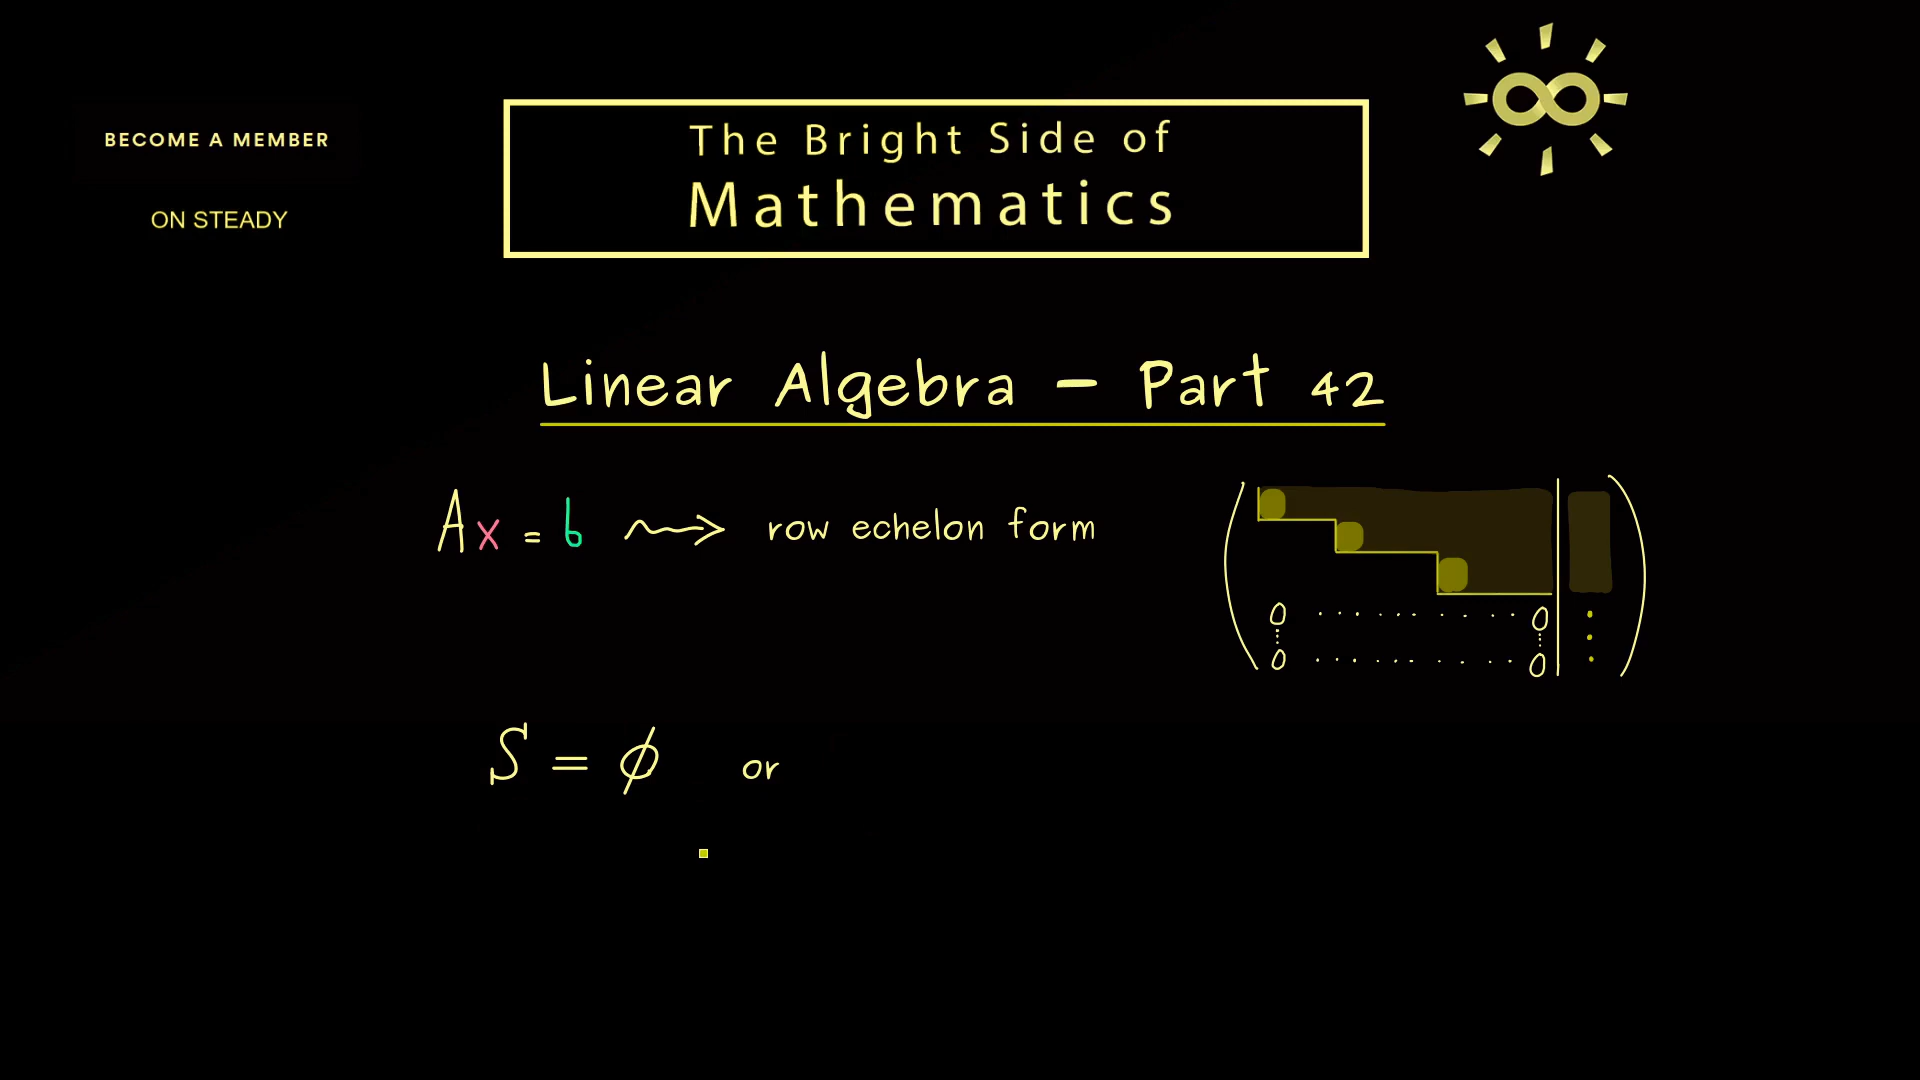 BECOME A MEMBER
ON STEADY
The Bright Side of
Mathematics
Linear Algebra – Part 42
Ax = b ⇝ row echelon form
0 · · · · · · · · · · 0
⋮ ⋮ ⋮
0 · · · · · · · · · · 0
S = ∅ or